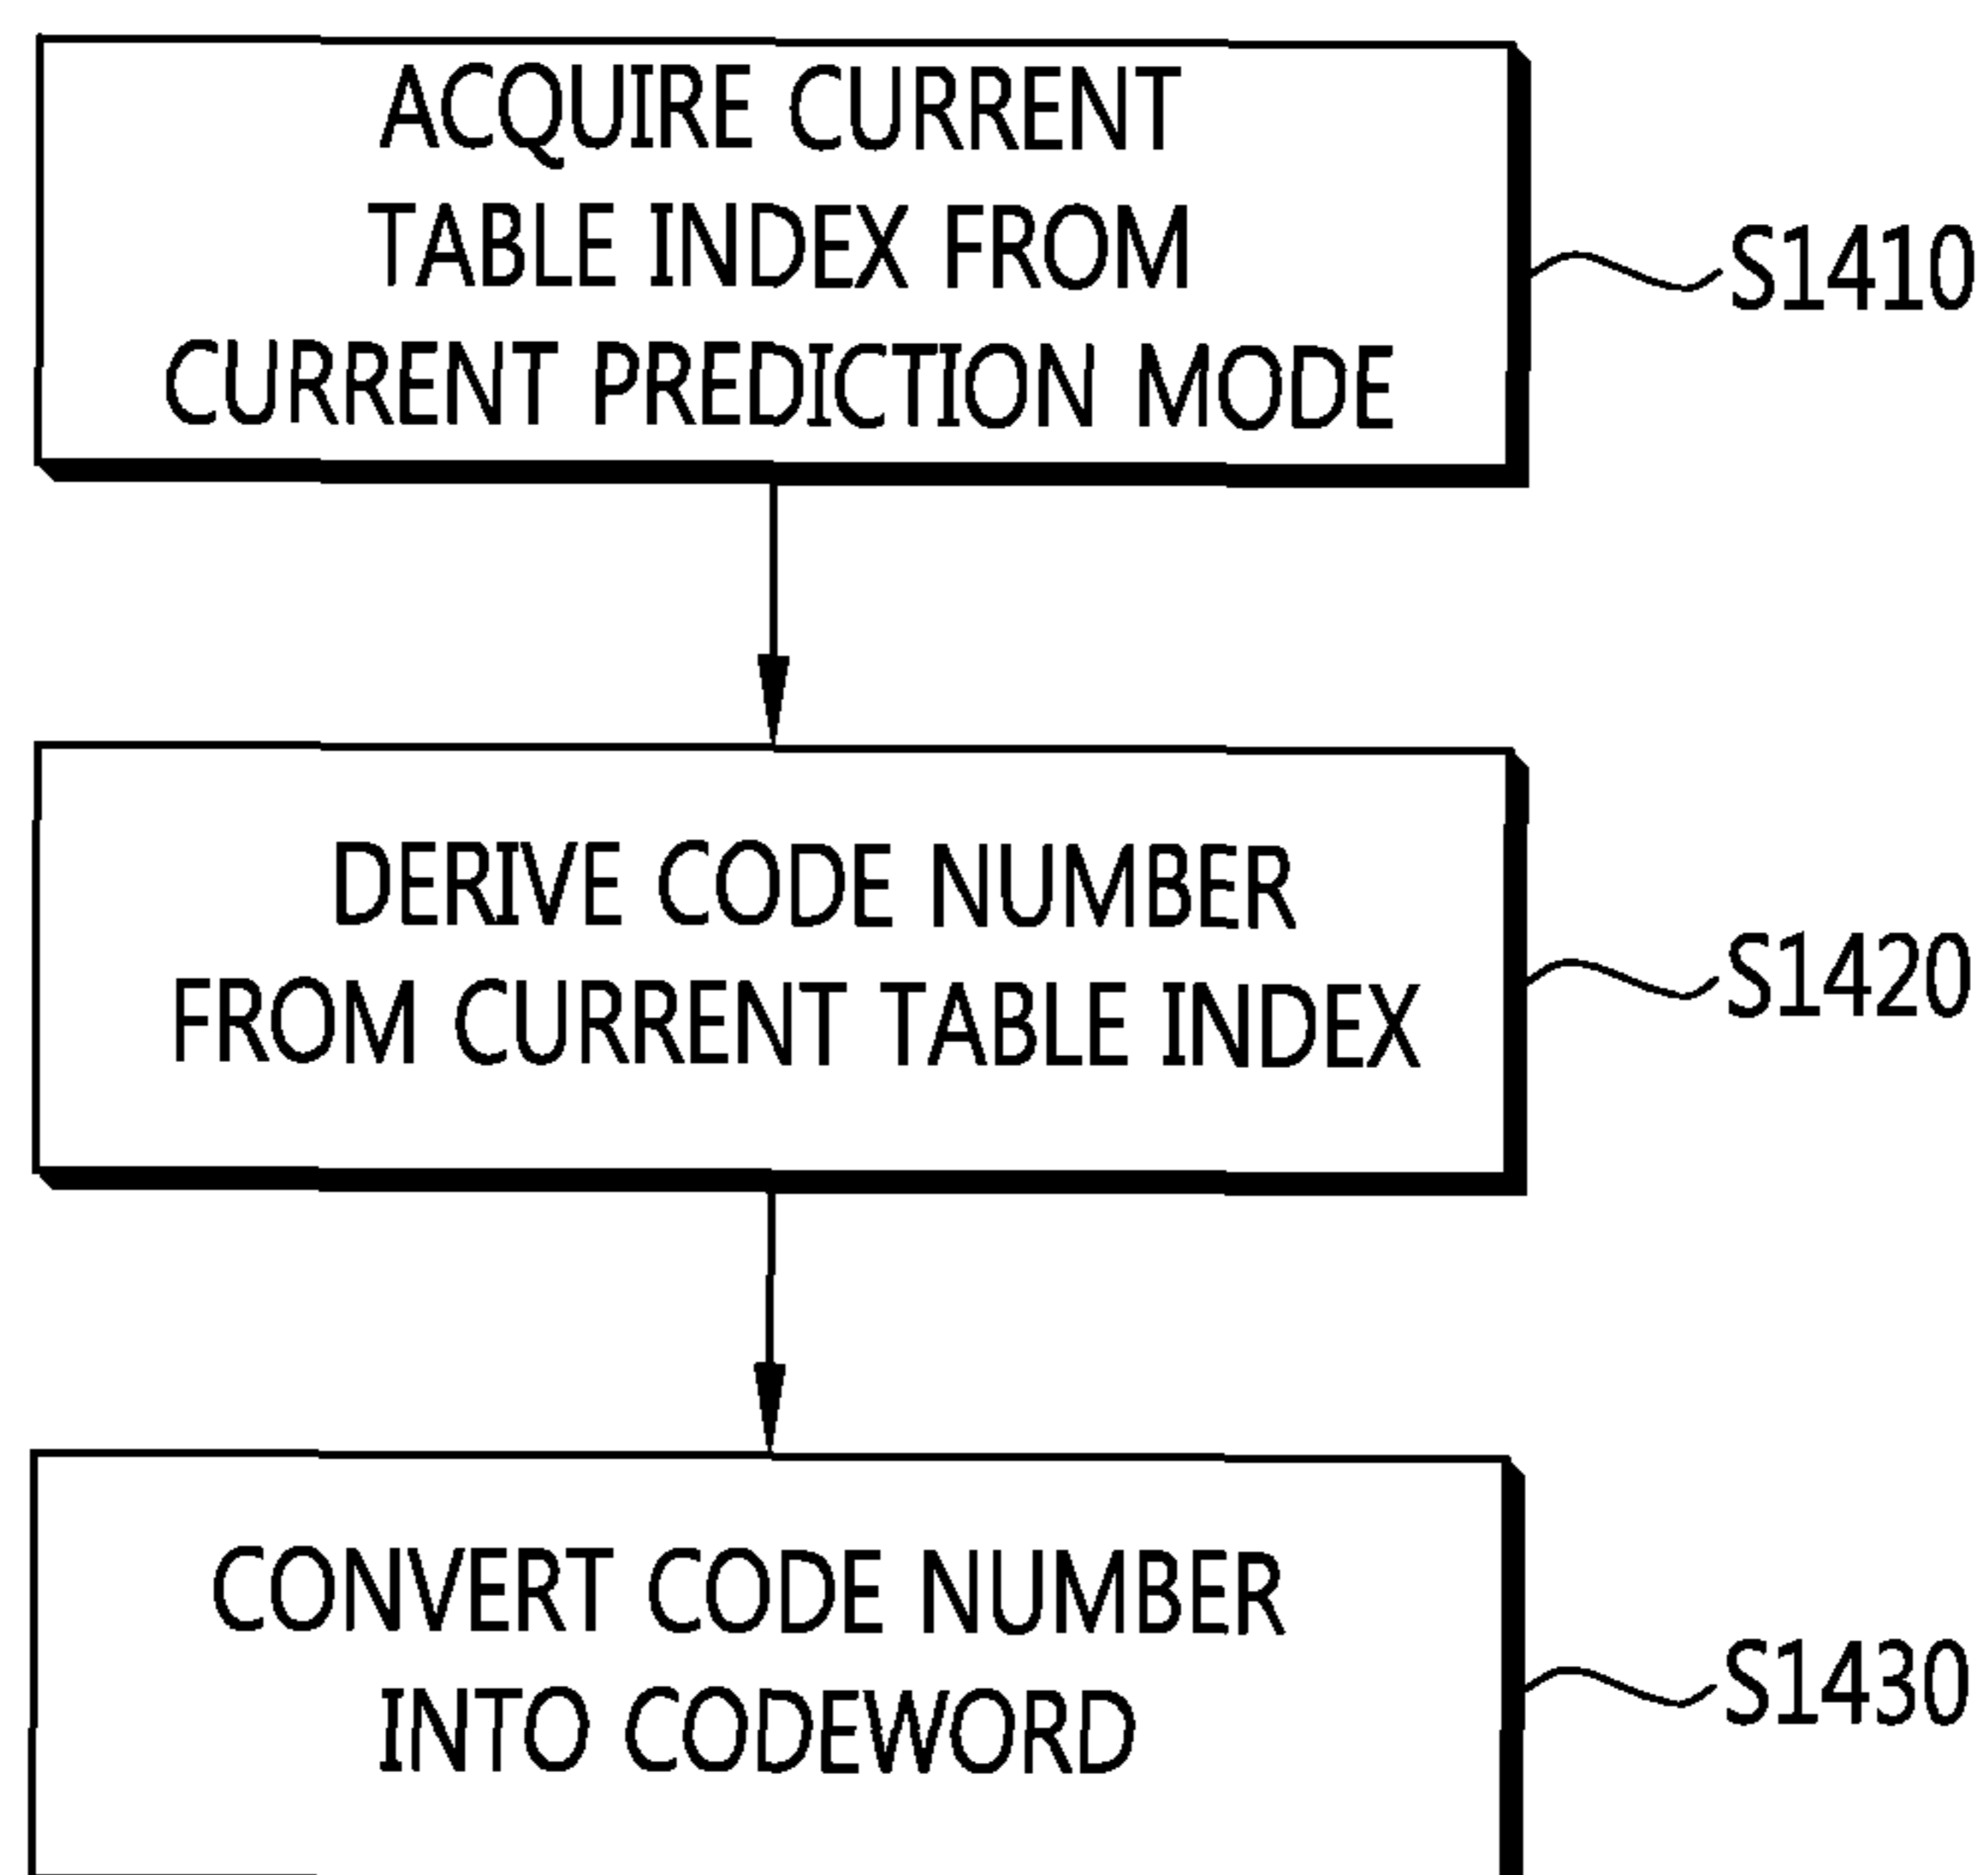 ACQUIRE CURRENT
TABLE INDEX FROM
CURRENT PREDICTION MODE
S1410
DERIVE CODE NUMBER
FROM CURRENT TABLE INDEX
S1420
CONVERT CODE NUMBER
INTO CODEWORD
S1430